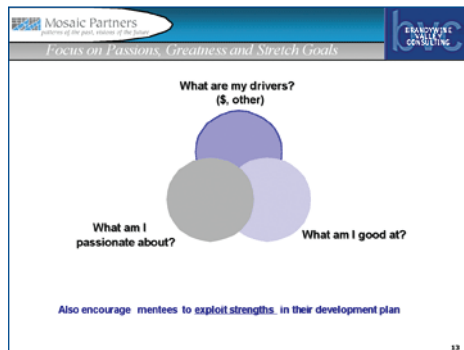 Mosaic Partners
patterns of the past, visions of the future
bvc
BRANDYWINE
VALLEY
CONSULTING
Focus on Passions, Greatness and Stretch Goals
What are my drivers?
($, other)
What am I
passionate about?
What am I good at?
Also encourage mentees to exploit strengths in their development plan
13